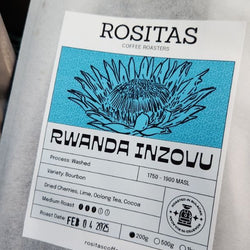 ROSITAS
COFFEE ROASTERS
RWANDA INZOVU
Process: Washed
1750 - 1900 MASL
Variety: Bourbon
Dried Cherries, Lime, Oolong Tea, Cocoa
Medium Roast
Roast Date: FEB 04 2025
200g
500g